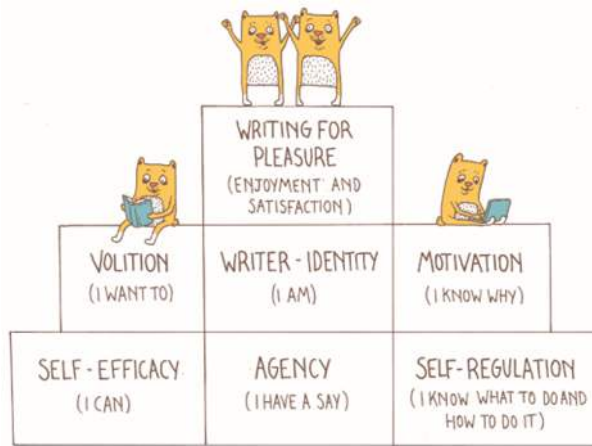 WRITING FOR
PLEASURE
(ENJOYMENT AND
SATISFACTION)
VOLITION
(I WANT TO)
WRITER-IDENTITY
(I AM)
MOTIVATION
(I KNOW WHY)
SELF-EFFICACY
(I CAN)
AGENCY
(I HAVE A SAY)
SELF-REGULATION
(I KNOW WHAT TO DO AND
HOW TO DO IT)